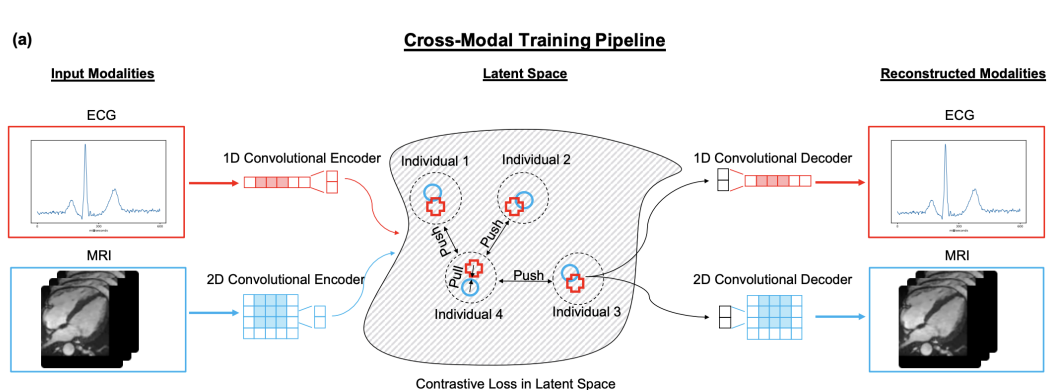 (a)
Cross-Modal Training Pipeline
Input Modalities
Latent Space
Reconstructed Modalities
ECG
ECG
1D Convolutional Encoder
Individual 1
Individual 2
1D Convolutional Decoder
Push
Push
MRI
MRI
2D Convolutional Encoder
Pull
Push
2D Convolutional Decoder
Individual 4
Individual 3
Contrastive Loss in Latent Space